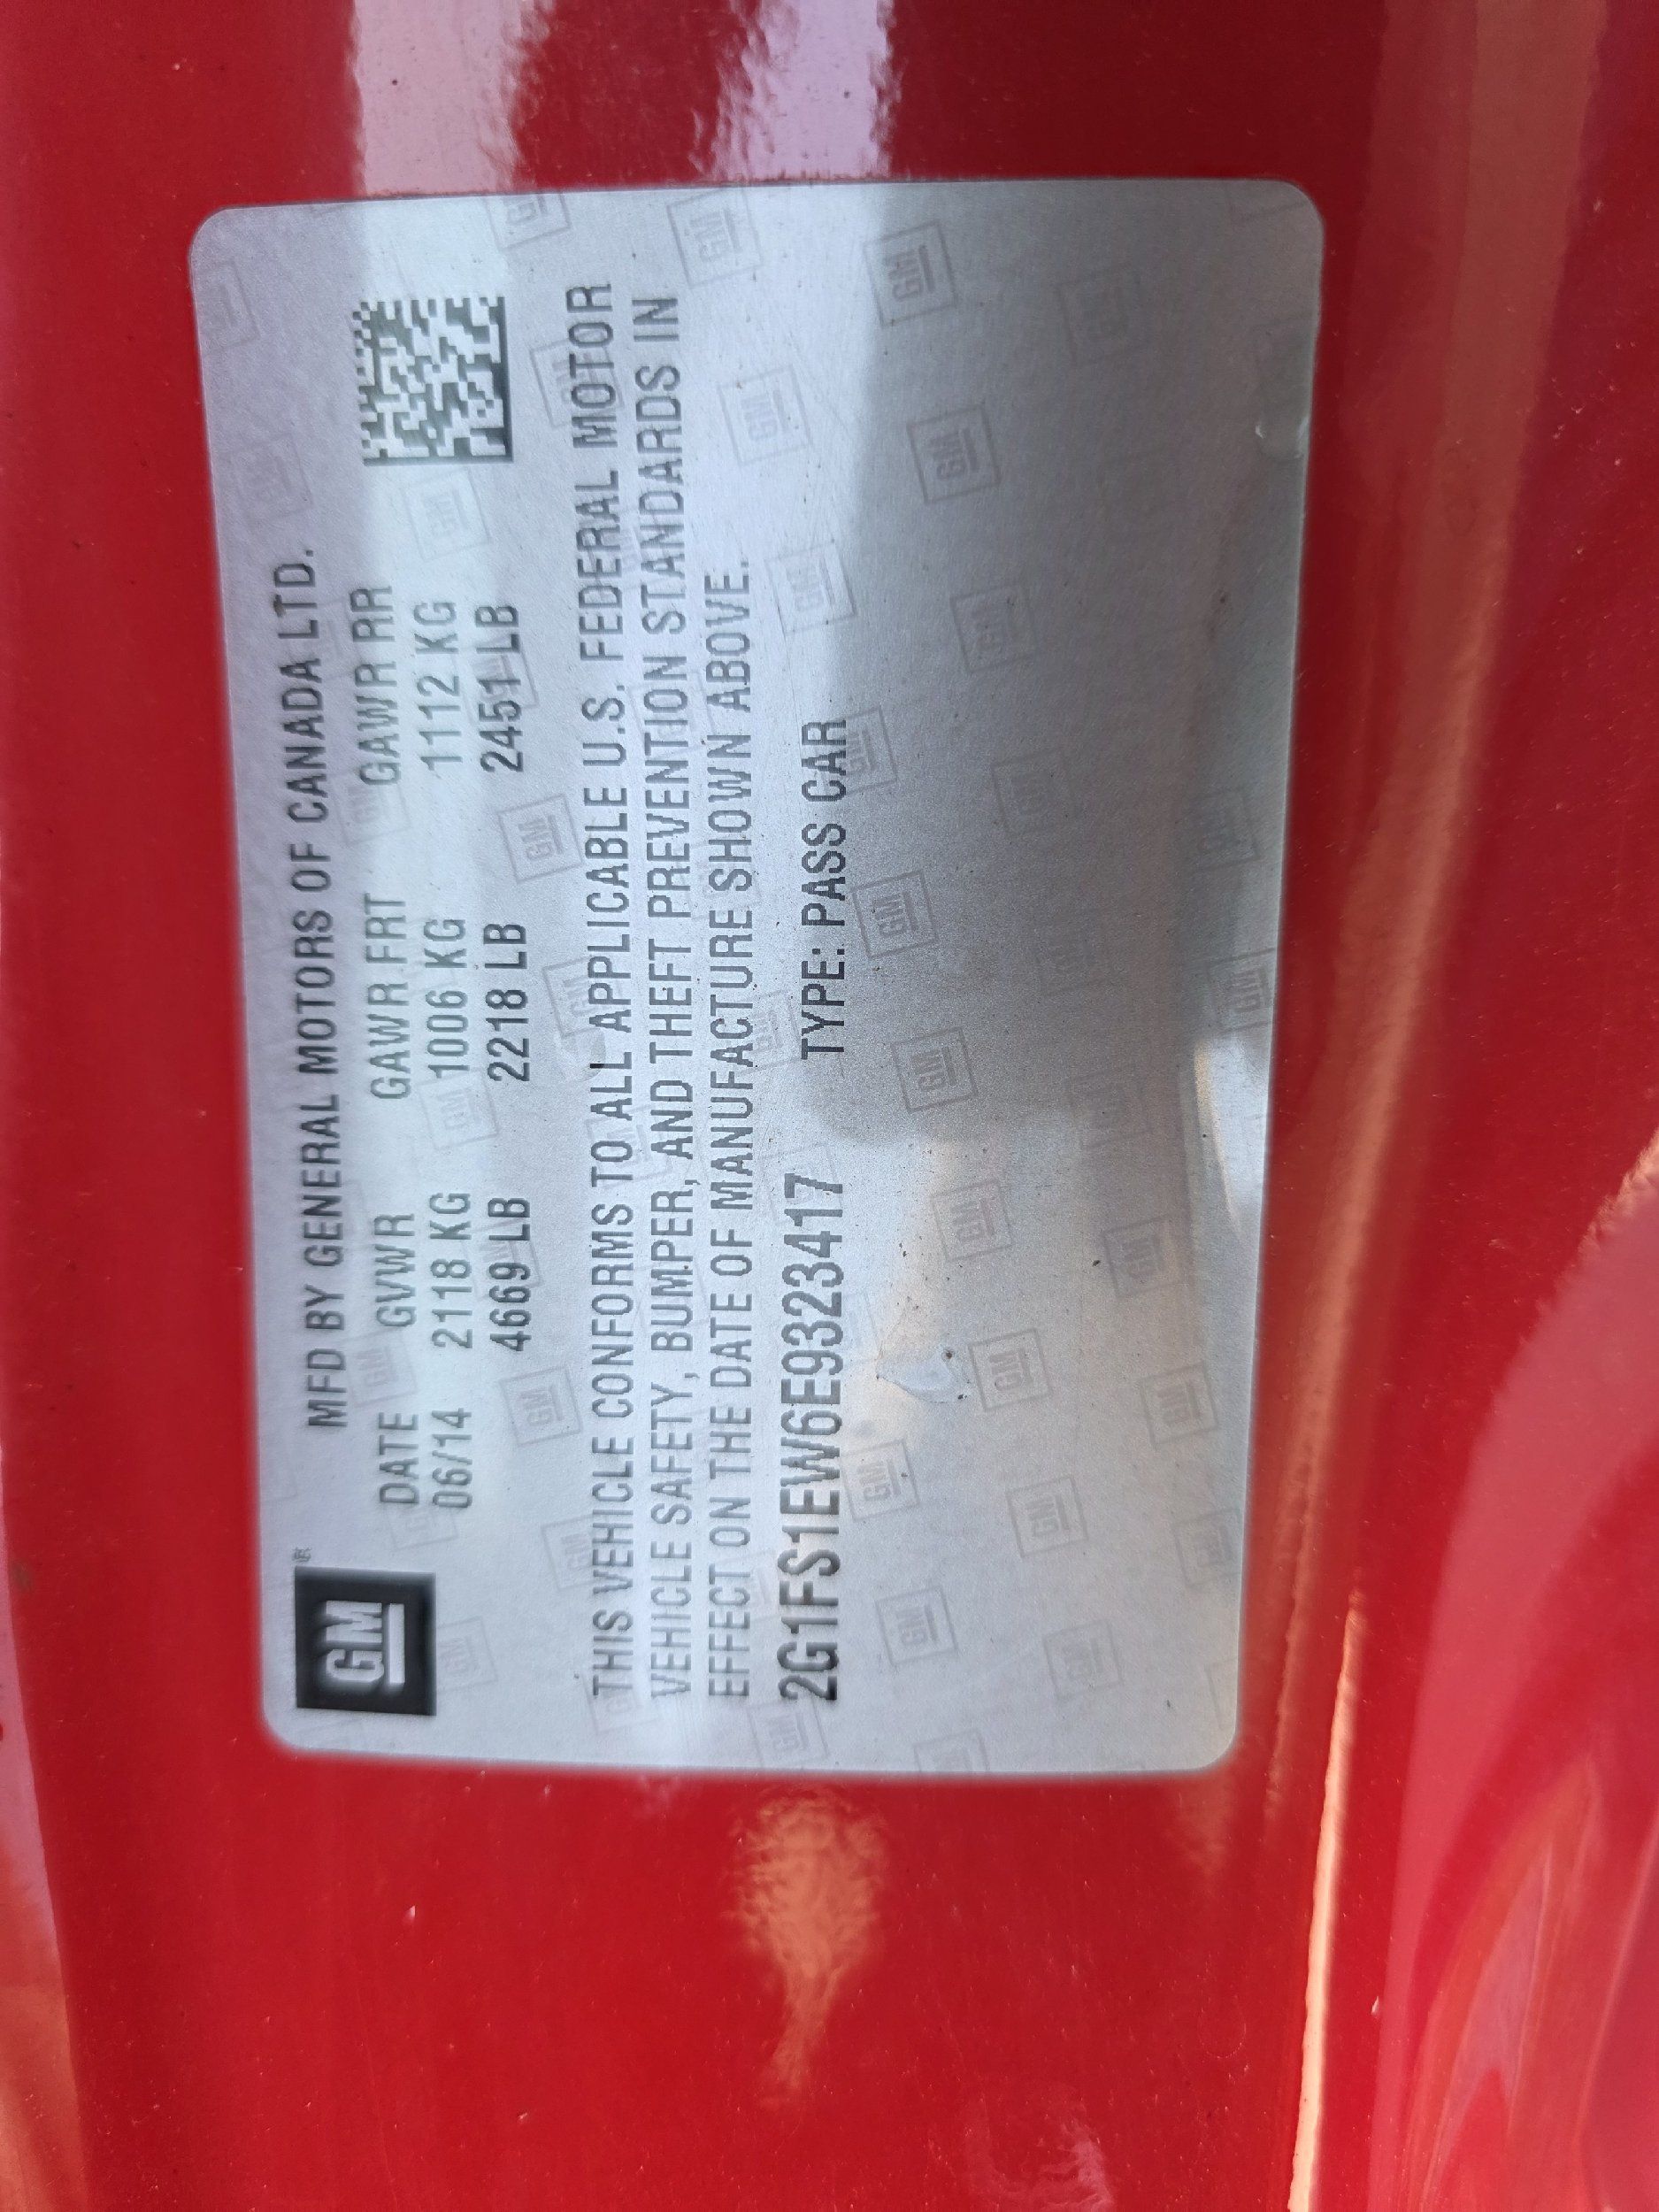 GM
MFD BY GENERAL MOTORS OF CANADA LTD.
DATE GVWR GAWR FRT GAWR RR
06/14 2118 KG 1006 KG 1112 KG
4669 LB 2218 LB 2451 LB
THIS VEHICLE CONFORMS TO ALL APPLICABLE U.S. FEDERAL MOTOR
VEHICLE SAFETY, BUMPER, AND THEFT PREVENTION STANDARDS IN
EFFECT ON THE DATE OF MANUFACTURE SHOWN ABOVE.
2G1FS1EW6E9323417 TYPE: PASS CAR